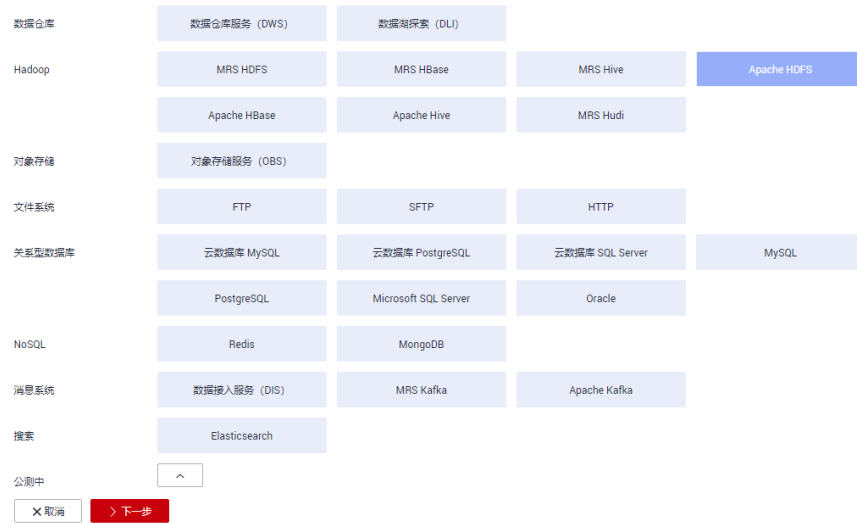 数据仓库 数据仓库服务（DWS） 数据湖探索（DLI）
Hadoop MRS HDFS MRS HBase MRS Hive Apache HDFS
Apache HBase Apache Hive MRS Hudi
对象存储 对象存储服务（OBS）
文件系统 FTP SFTP HTTP
关系型数据库 云数据库 MySQL 云数据库 PostgreSQL 云数据库 SQL Server MySQL
PostgreSQL Microsoft SQL Server Oracle
NoSQL Redis MongoDB
消息系统 数据接入服务（DIS） MRS Kafka Apache Kafka
搜索 Elasticsearch
公测中
取消 下一步